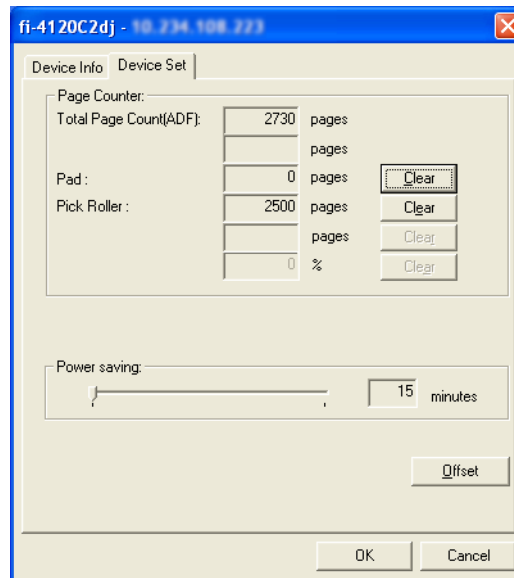 fi-4120C2dj - 10.234.108.223
Device Info Device Set
Page Counter:
Total Page Count(ADF): 2730 pages
pages
Pad : 0 pages Clear
Pick Roller : 2500 pages Clear
pages Clear
0 % Clear
Power saving:
15 minutes
Offset
OK Cancel